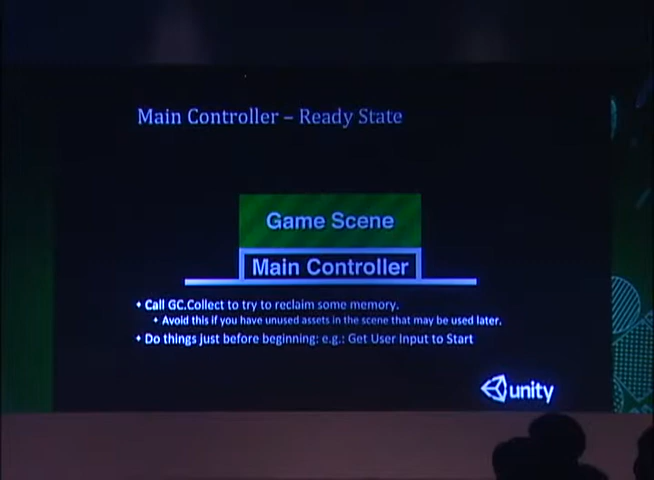 Main Controller – Ready State
Game Scene
Main Controller
Call GC.Collect to try to reclaim some memory.
Avoid this if you have unused assets in the scene that may be used later.
Do things just before beginning: e.g.: Get User Input to Start
unity